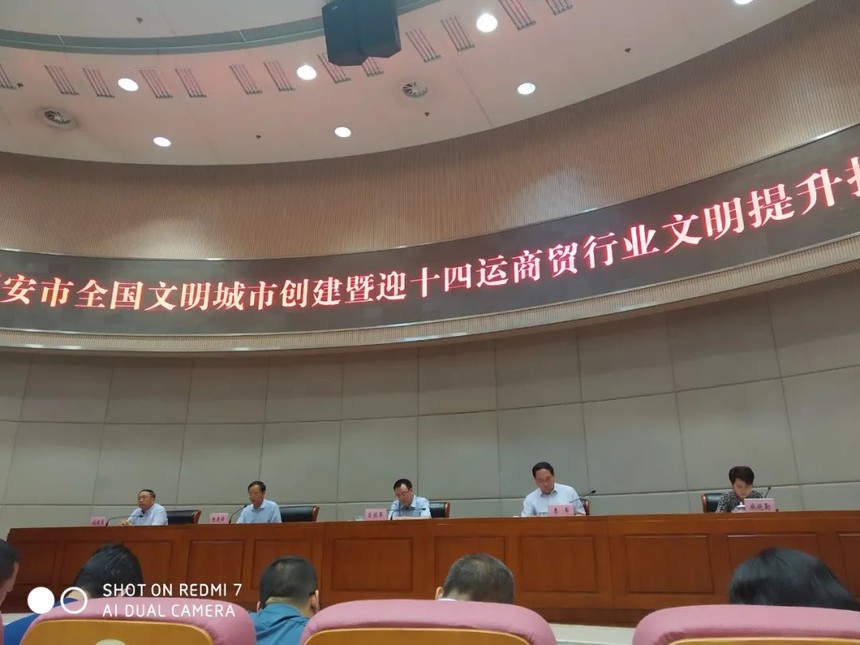 安市全国文明城市创建暨迎十四运商贸行业文明提升
SHOT ON REDMI 7
AI DUAL CAMERA